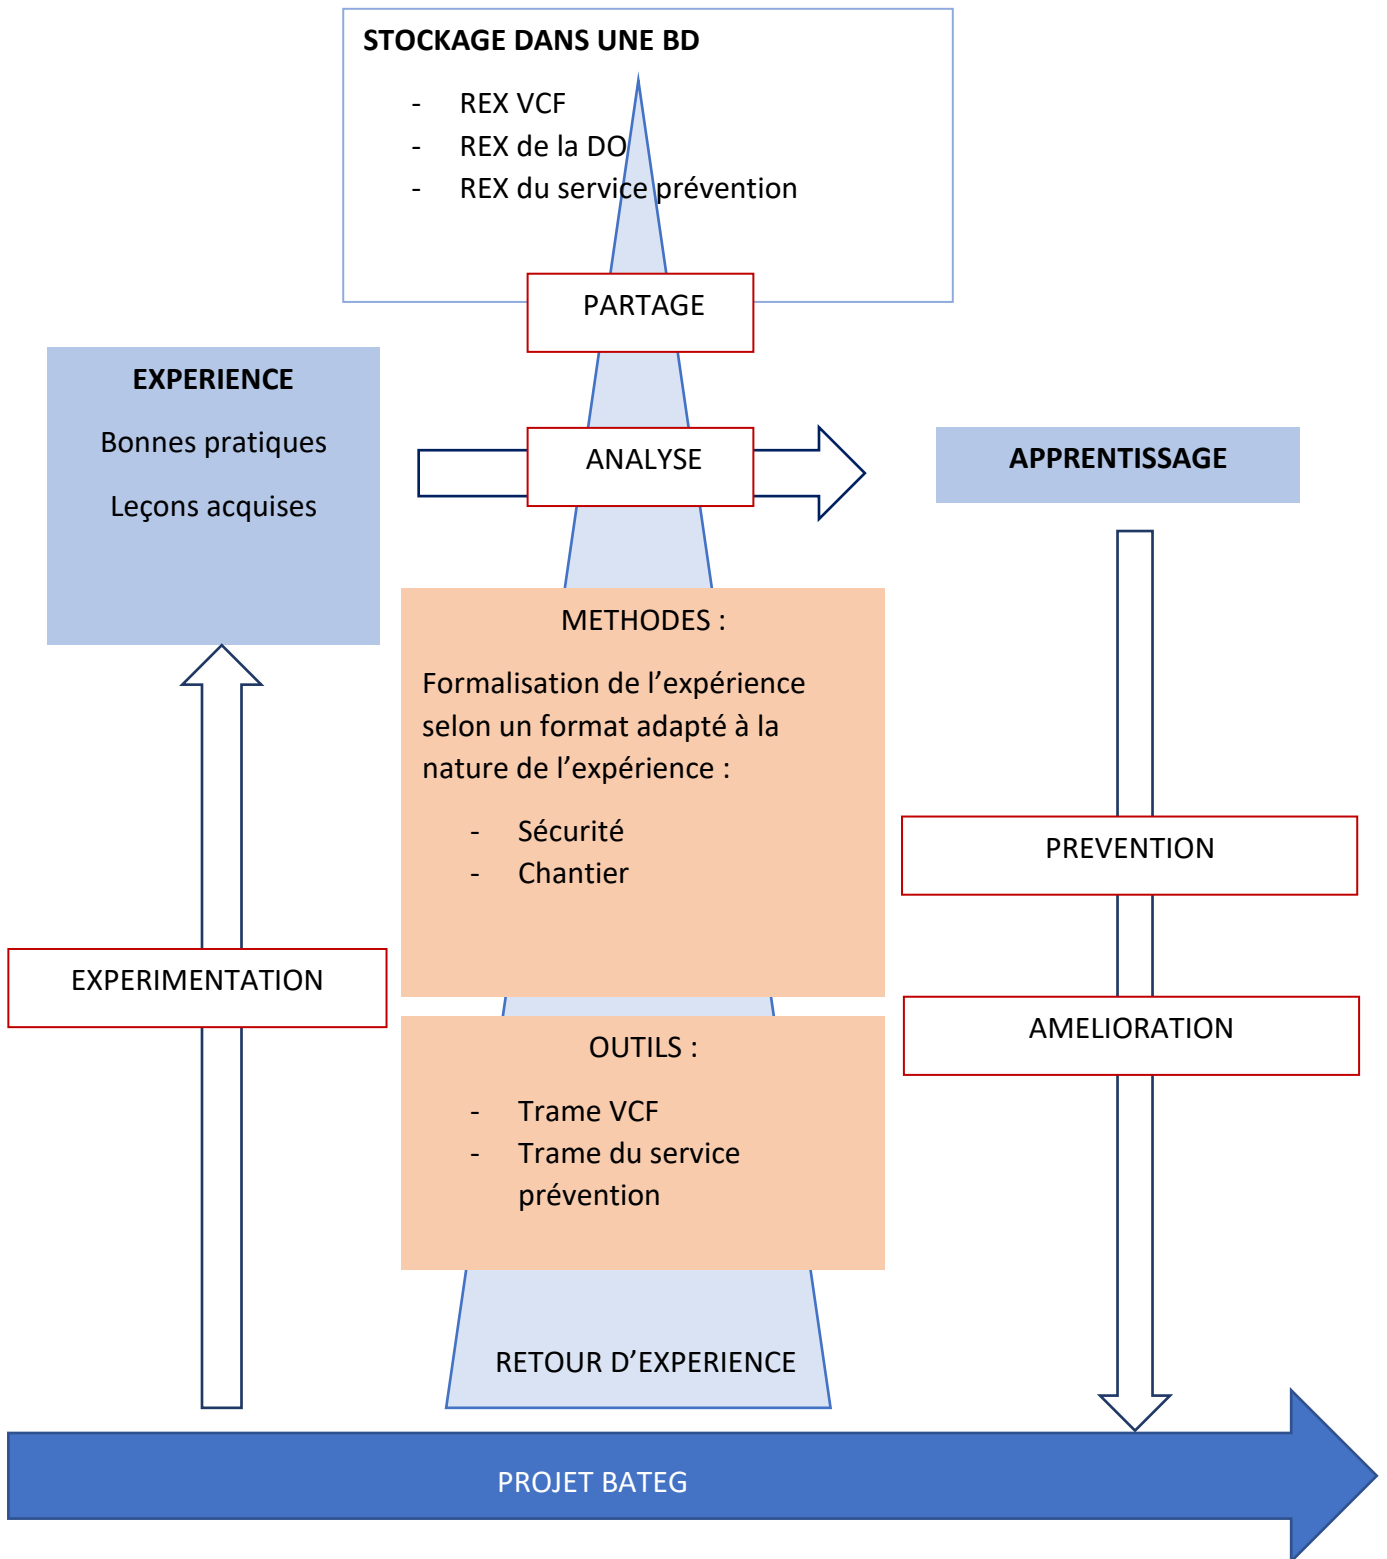 STOCKAGE DANS UNE BD
- REX VCF
- REX de la DO
- REX du service prévention
PARTAGE
EXPERIENCE
Bonnes pratiques
Leçons acquises
ANALYSE
APPRENTISSAGE
METHODES :
Formalisation de l’expérience
selon un format adapté à la
nature de l’expérience :
- Sécurité
- Chantier
PREVENTION
EXPERIMENTATION
AMELIORATION
OUTILS :
- Trame VCF
- Trame du service
prévention
RETOUR D’EXPERIENCE
PROJET BATEG